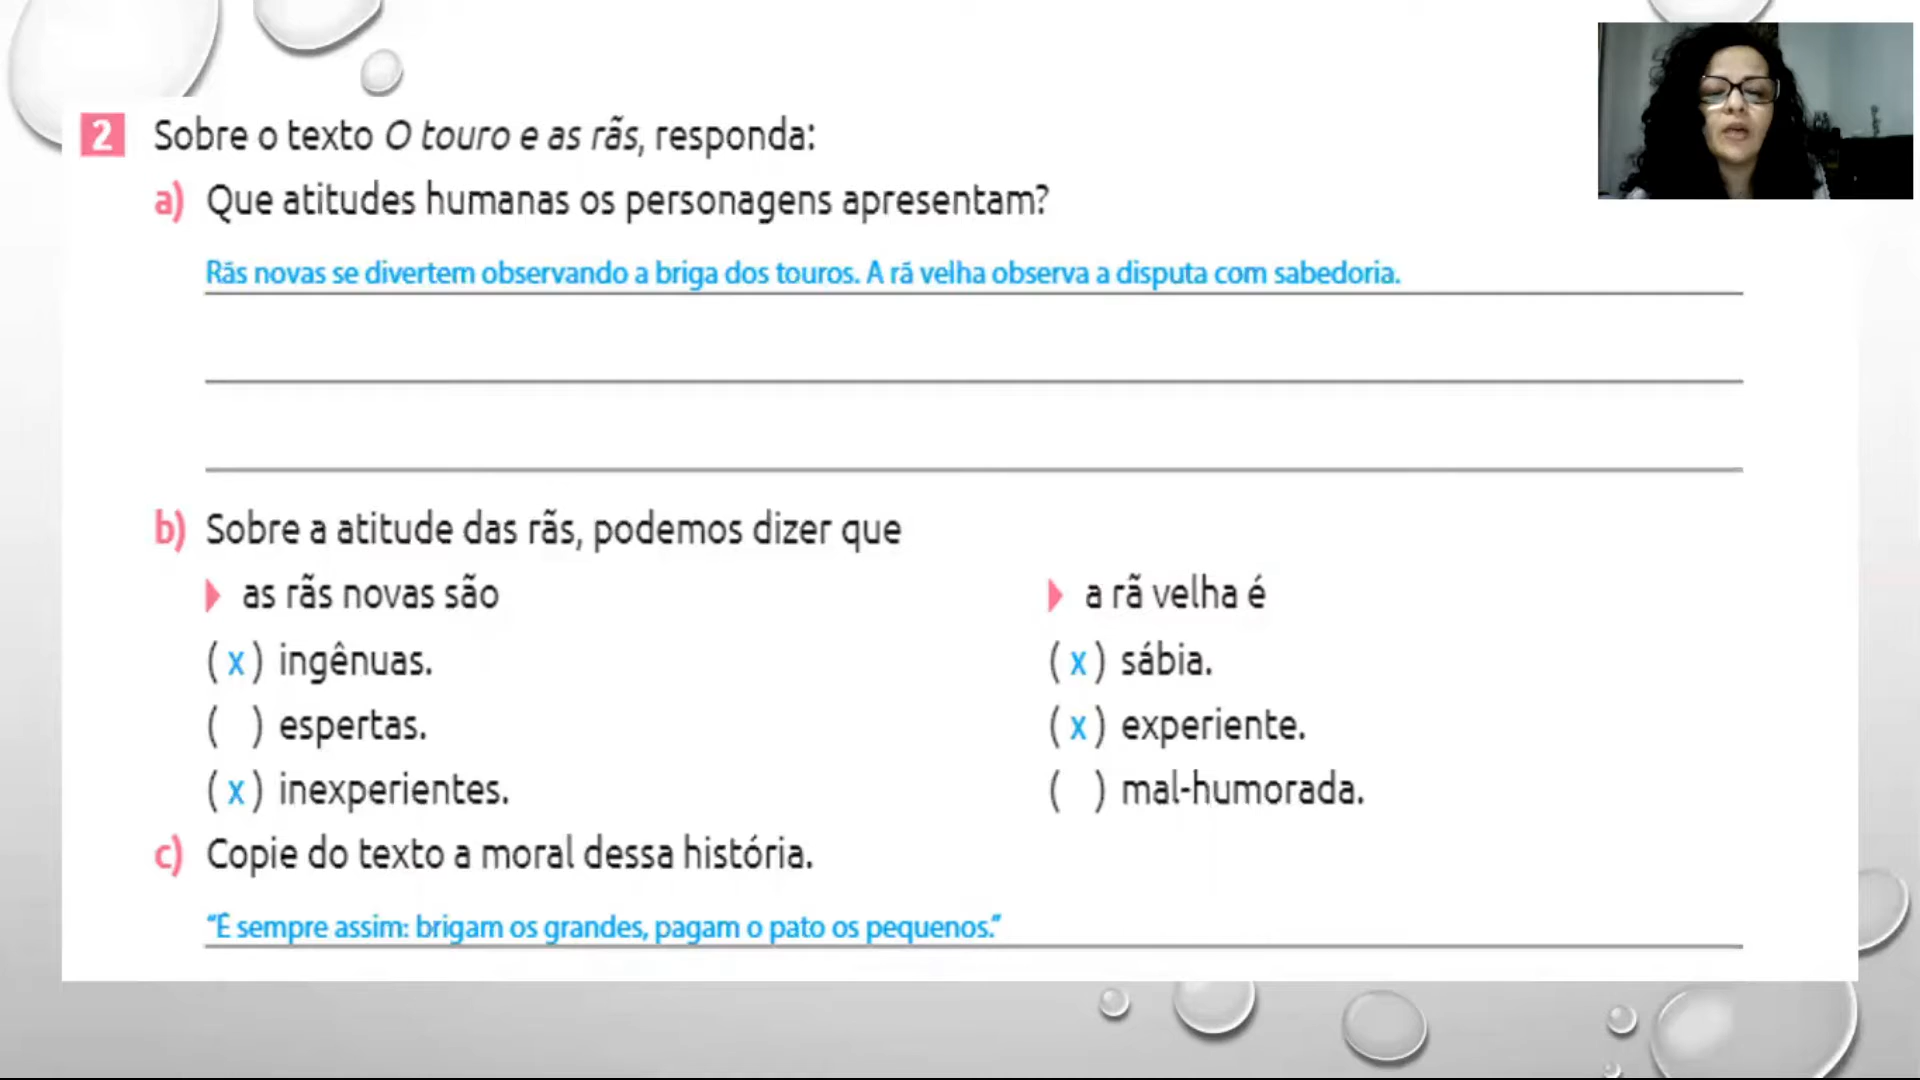 2 Sobre o texto O touro e as rãs, responda:
a) Que atitudes humanas os personagens apresentam?
Rãs novas se divertem observando a briga dos touros. A rã velha observa a disputa com sabedoria.
b) Sobre a atitude das rãs, podemos dizer que
as rãs novas são
( x ) ingênuas.
( ) espertas.
( x ) inexperientes.
a rã velha é
( x ) sábia.
( x ) experiente.
( ) mal-humorada.
c) Copie do texto a moral dessa história.
“É sempre assim: brigam os grandes, pagam o pato os pequenos.”